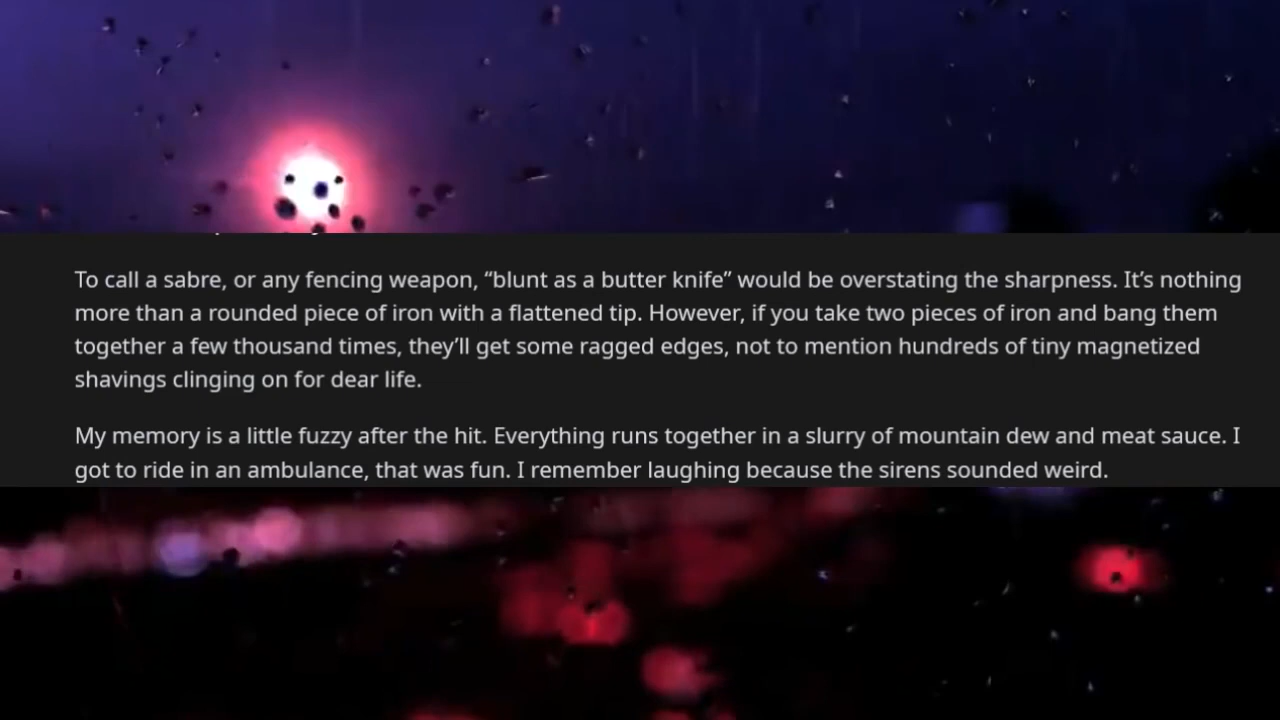 To call a sabre, or any fencing weapon, “blunt as a butter knife” would be overstating the sharpness. It’s nothing
more than a rounded piece of iron with a flattened tip. However, if you take two pieces of iron and bang them
together a few thousand times, they’ll get some ragged edges, not to mention hundreds of tiny magnetized
shavings clinging on for dear life.
My memory is a little fuzzy after the hit. Everything runs together in a slurry of mountain dew and meat sauce. I
got to ride in an ambulance, that was fun. I remember laughing because the sirens sounded weird.